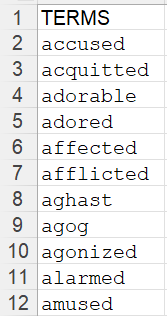 1 TERMS
2 accused
3 acquitted
4 adorable
5 adored
6 affected
7 afflicted
8 aghast
9 agog
10 agonized
11 alarmed
12 amused